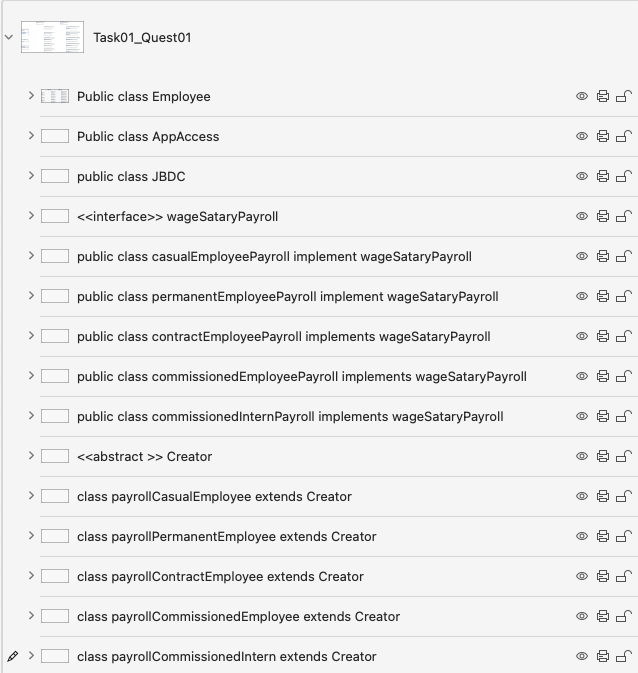 Task01_Quest01
Public class Employee
Public class AppAccess
public class JBDC
<<interface>> wageSataryPayroll
public class casualEmployeePayroll implement wageSataryPayroll
public class permanentEmployeePayroll implement wageSataryPayroll
public class contractEmployeePayroll implements wageSataryPayroll
public class commissionedEmployeePayroll implements wageSataryPayroll
public class commissionedInternPayroll implements wageSataryPayroll
<<abstract >> Creator
class payrollCasualEmployee extends Creator
class payrollPermanentEmployee extends Creator
class payrollContractEmployee extends Creator
class payrollCommissionedEmployee extends Creator
class payrollCommissionedIntern extends Creator